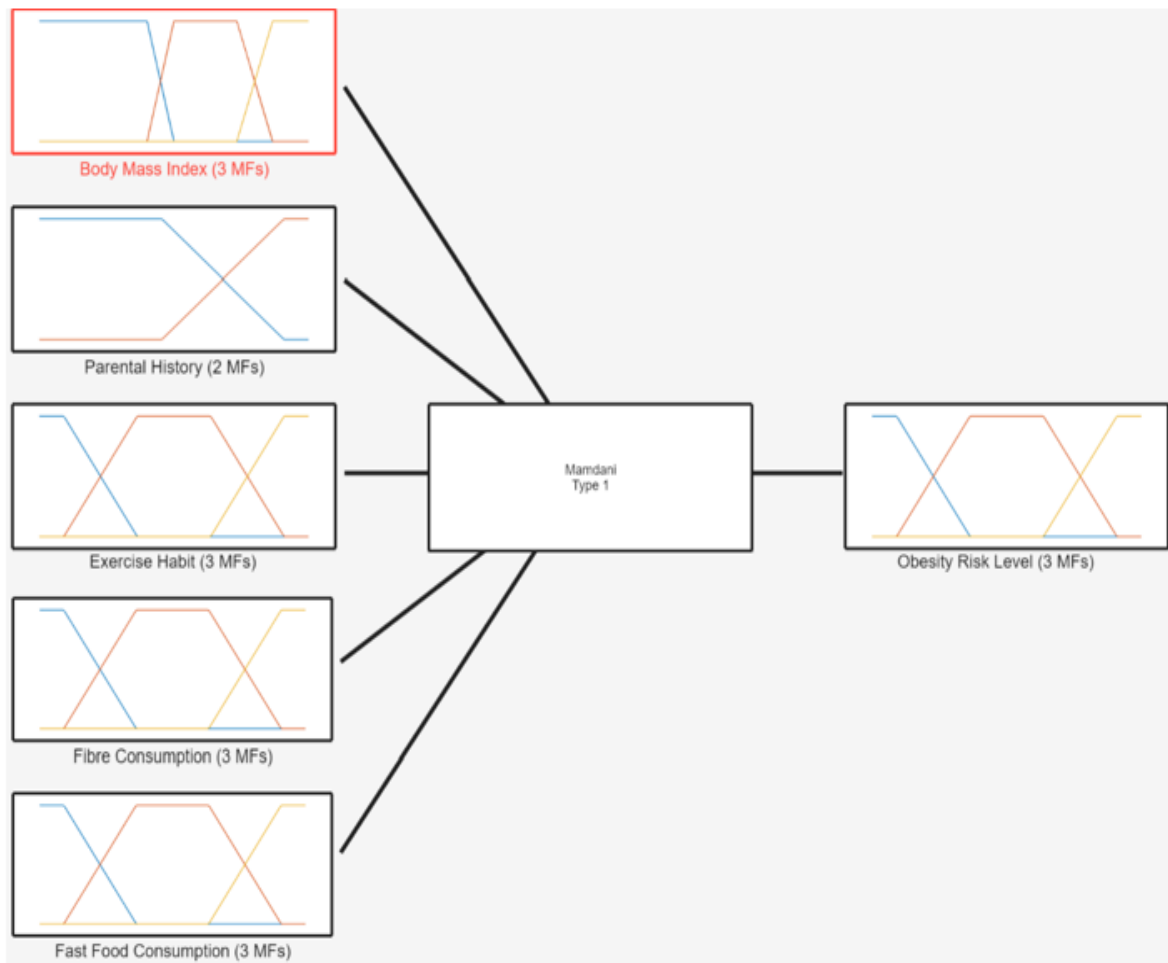 Body Mass Index (3 MFs)
Parental History (2 MFs)
Exercise Habit (3 MFs)
Fibre Consumption (3 MFs)
Fast Food Consumption (3 MFs)
Mamdani
Type 1
Obesity Risk Level (3 MFs)